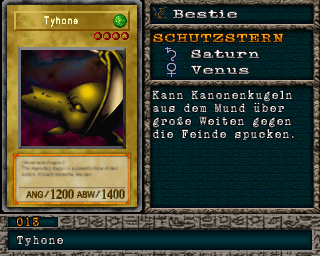 Tyhone
ANG/1200 ABW/1400
Bestie
SCHUTZSTERN
Saturn
Venus
Kann Kanonenkugeln
aus dem Mund über
große Weiten gegen
die Feinde spucken.
013
Tyhone